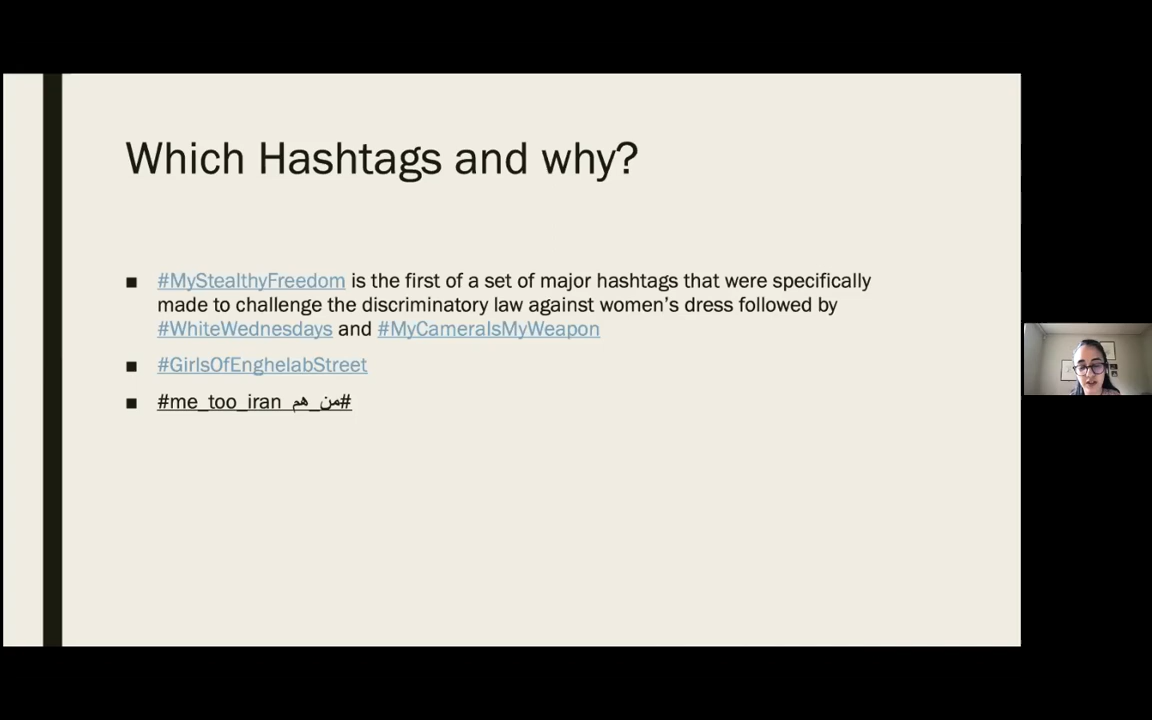 Which Hashtags and why?
■ #MyStealthyFreedom is the first of a set of major hashtags that were specifically
made to challenge the discriminatory law against women's dress followed by
#WhiteWednesdays and #MyCameraIsMyWeapon
■ #GirlsOfEnghelabStreet
■ #me_too_iran #من_هم